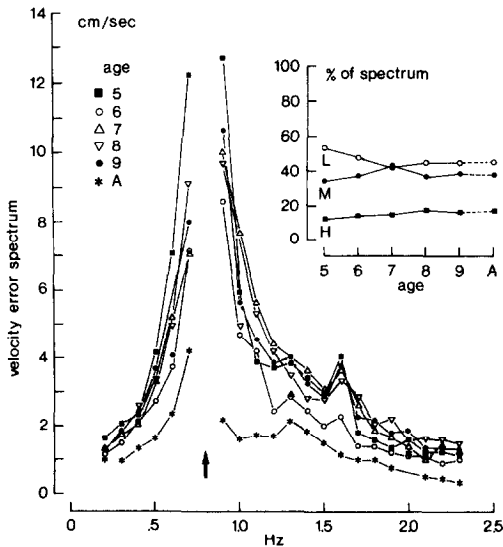 cm/sec
14
12
10
8
6
4
2
0
velocity error spectrum
age
5
6
7
8
9
A
% of spectrum
100
80
60
40
20
0
L
M
H
5 6 7 8 9 A
age
0 .5 1.0 1.5 2.0 2.5
Hz